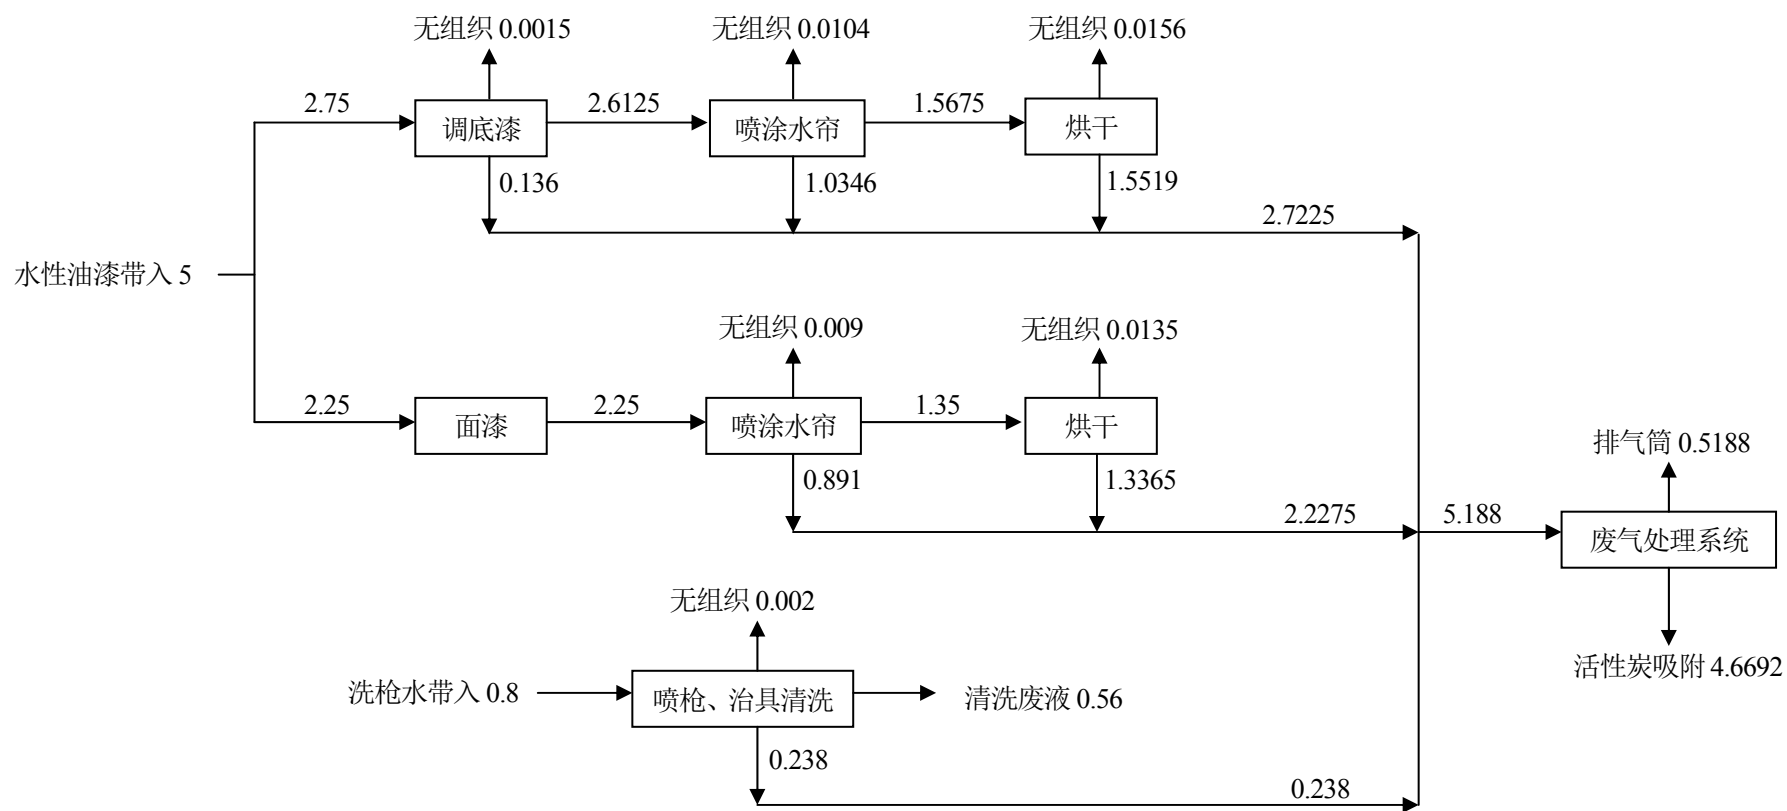 无组织 0.0015
无组织 0.0104
无组织 0.0156
2.75
调底漆
2.6125
喷涂水帘
1.5675
烘干
0.136
1.0346
1.5519
2.7225
水性油漆带入 5
无组织 0.009
无组织 0.0135
2.25
面漆
2.25
喷涂水帘
1.35
烘干
0.891
1.3365
2.2275
5.188
排气筒 0.5188
废气处理系统
活性炭吸附 4.6692
无组织 0.002
洗枪水带入 0.8
喷枪、治具清洗
清洗废液 0.56
0.238
0.238